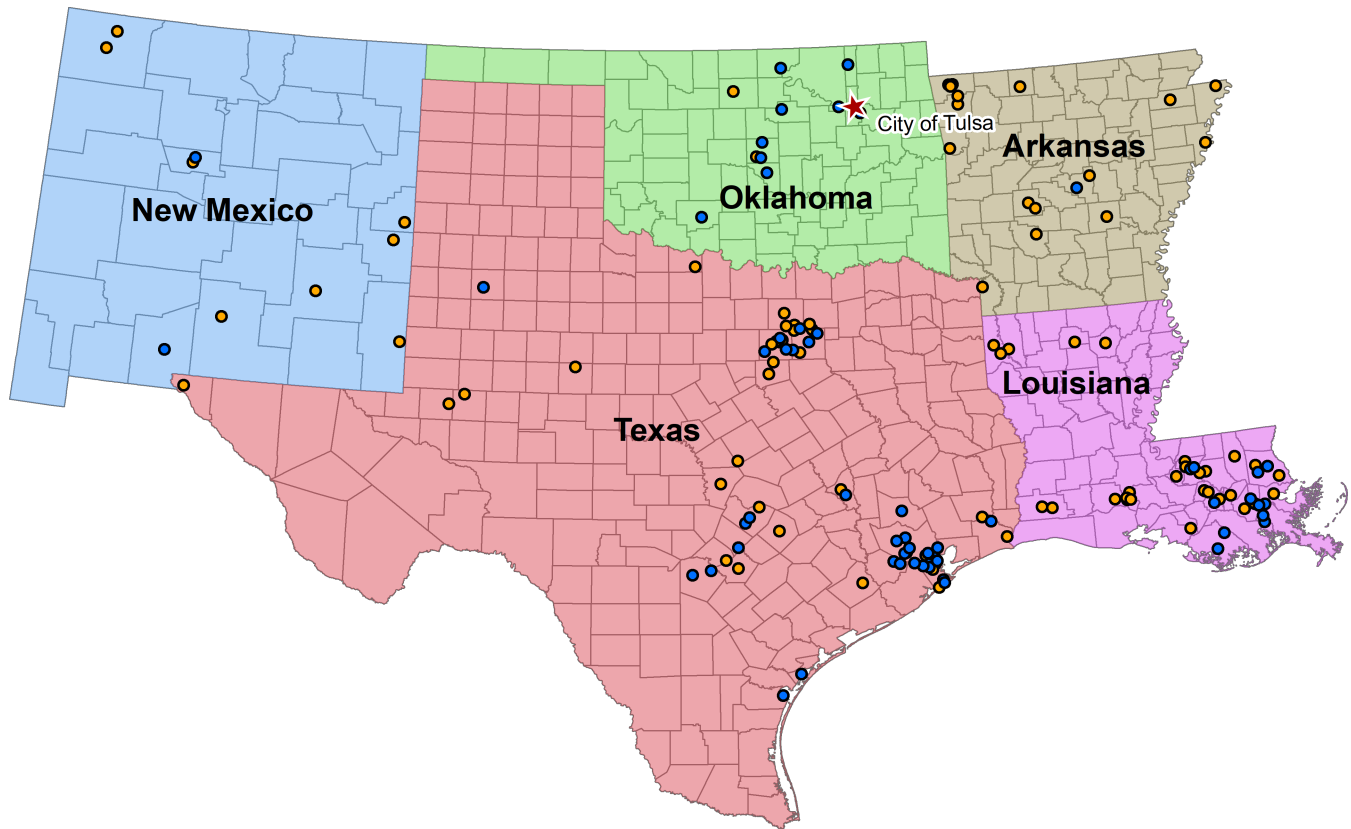 City of Tulsa
Arkansas
Oklahoma
New Mexico
Louisiana
Texas